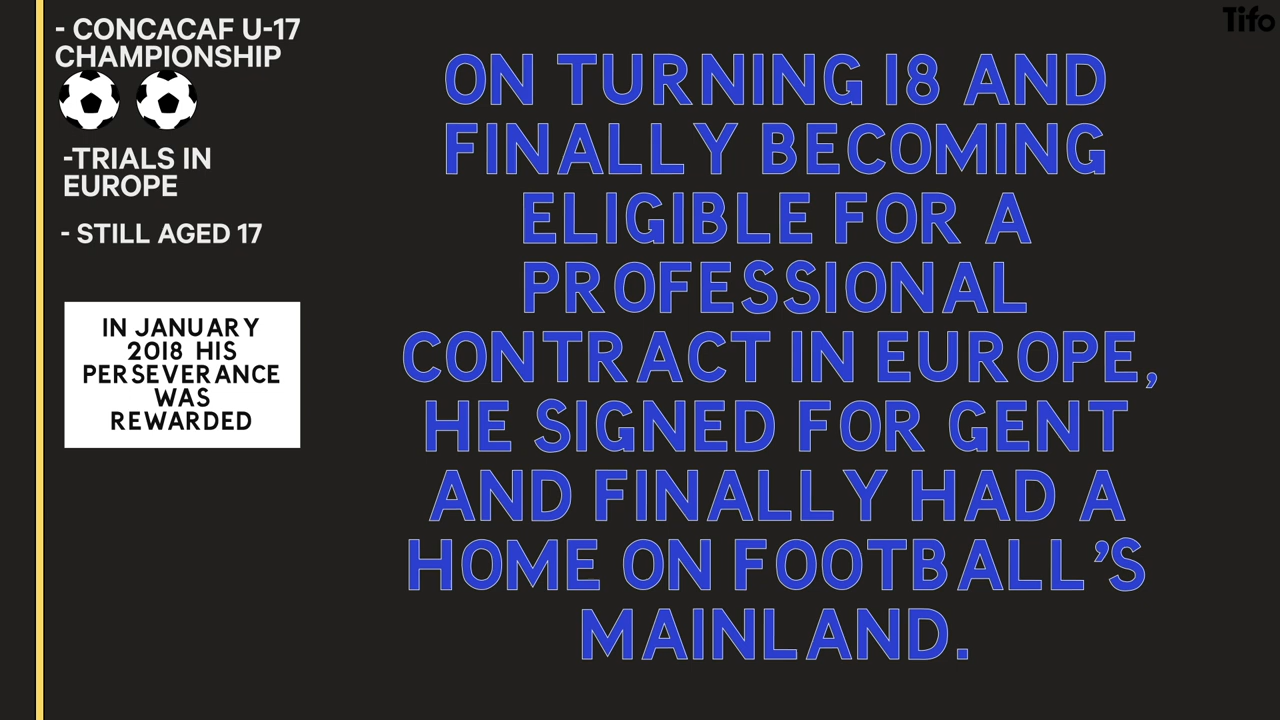 - CONCACAF U-17
CHAMPIONSHIP
-TRIALS IN
EUROPE
- STILL AGED 17
IN JANUARY
2018 HIS
PERSEVERANCE
WAS
REWARDED
ON TURNING 18 AND
FINALLY BECOMING
ELIGIBLE FOR A
PROFESSIONAL
CONTRACT IN EUROPE,
HE SIGNED FOR GENT
AND FINALLY HAD A
HOME ON FOOTBALL’S
MAINLAND.
Tifo